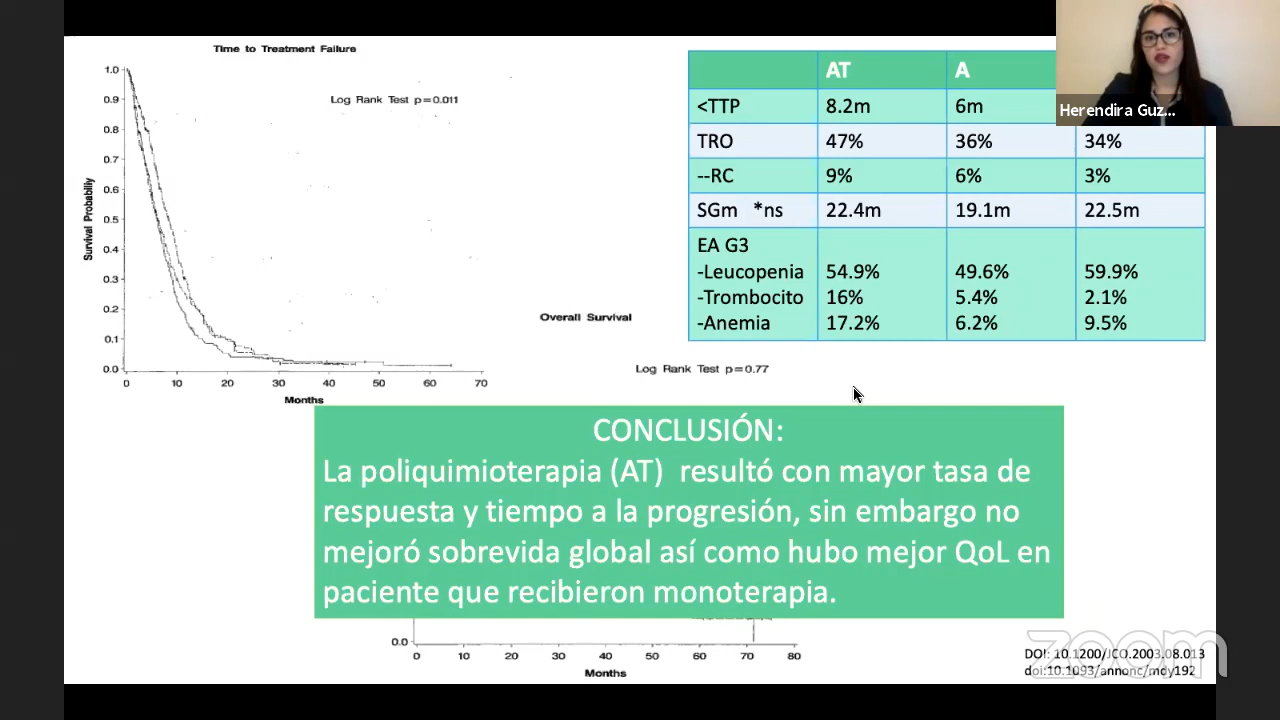 Time to Treatment Failure
Log Rank Test p=0.011
1.0
0.9
0.8
0.7
0.6
0.5
0.4
0.3
0.2
0.1
0.0
Survival Probability
0 10 20 30 40 50 60 70
Months
AT A
<TTP 8.2m 6m
TRO 47% 36% 34%
--RC 9% 6% 3%
SGm *ns 22.4m 19.1m 22.5m
EA G3
-Leucopenia 54.9% 49.6% 59.9%
-Trombocito 16% 5.4% 2.1%
-Anemia 17.2% 6.2% 9.5%
Herendira Guz...
Overall Survival
Log Rank Test p=0.77
CONCLUSIÓN:
La poliquimioterapia (AT) resultó con mayor tasa de
respuesta y tiempo a la progresión, sin embargo no
mejoró sobrevida global así como hubo mejor QoL en
paciente que recibieron monoterapia.
0.0
0 10 20 30 40 50 60 70 80
Months
DOI: 10.1200/JCO.2003.08.013
doi:10.1093/annonc/mdy192
zoom